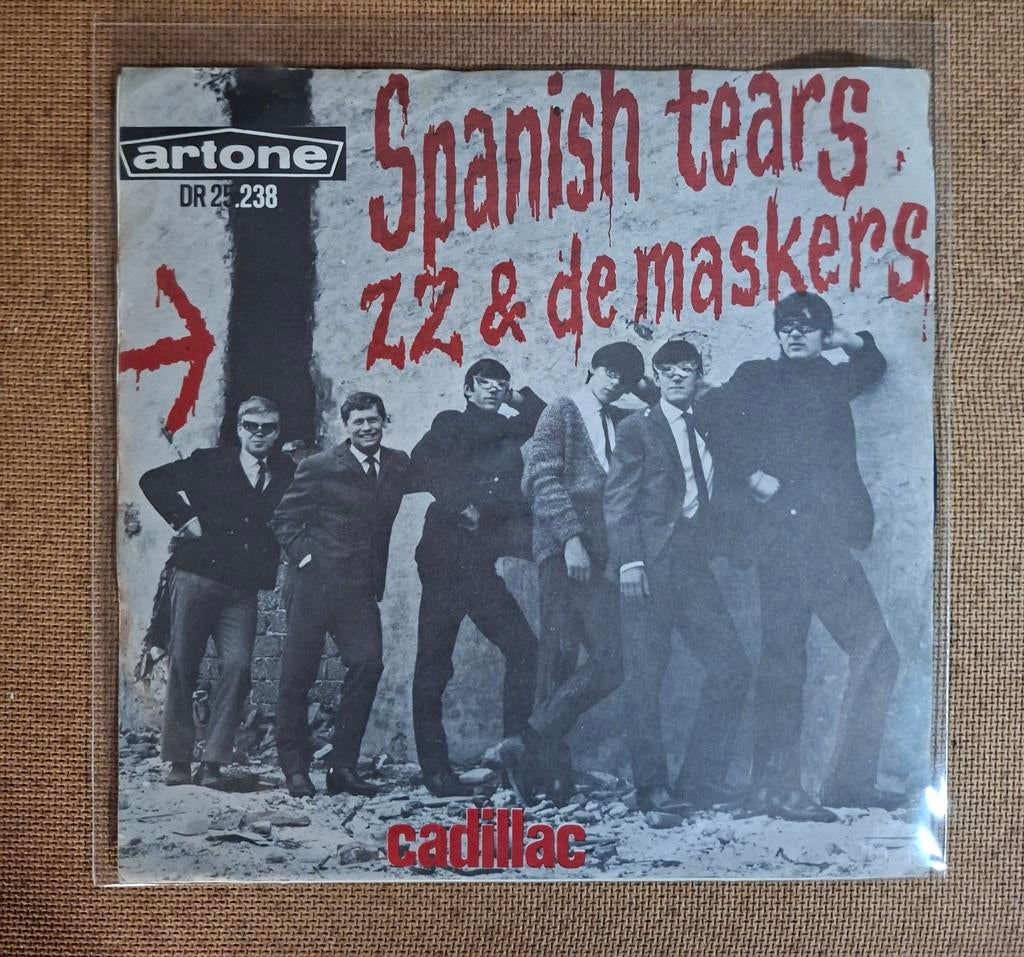 artone
DR 25.238
Spanish tears
ZZ & de maskers
cadillac